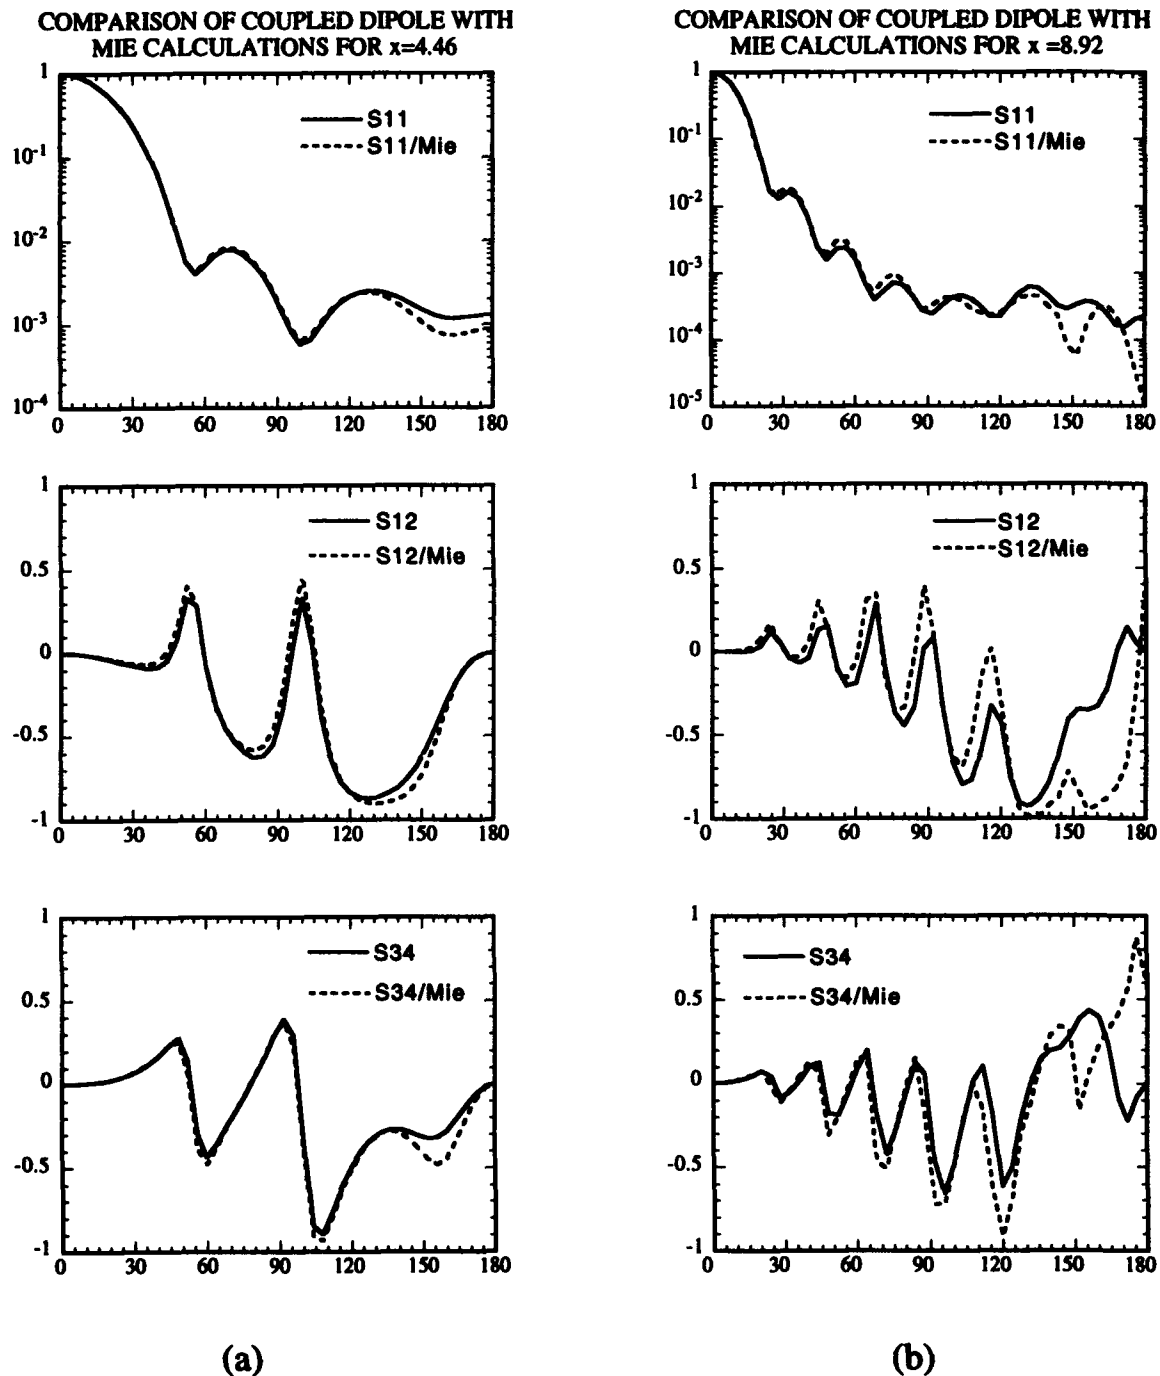 COMPARISON OF COUPLED DIPOLE WITH
MIE CALCULATIONS FOR x=4.46
1
10-1
10-2
10-3
10-4
S11
S11/Mie
0 30 60 90 120 150 180
1
0.5
0
-0.5
-1
S12
S12/Mie
0 30 60 90 120 150 180
1
0.5
0
-0.5
-1
S34
S34/Mie
0 30 60 90 120 150 180
(a)
COMPARISON OF COUPLED DIPOLE WITH
MIE CALCULATIONS FOR x =8.92
1
10-1
10-2
10-3
10-4
10-5
S11
S11/Mie
0 30 60 90 120 150 180
1
0.5
0
-0.5
-1
S12
S12/Mie
0 30 60 90 120 150 180
1
0.5
0
-0.5
-1
S34
S34/Mie
0 30 60 90 120 150 180
(b)